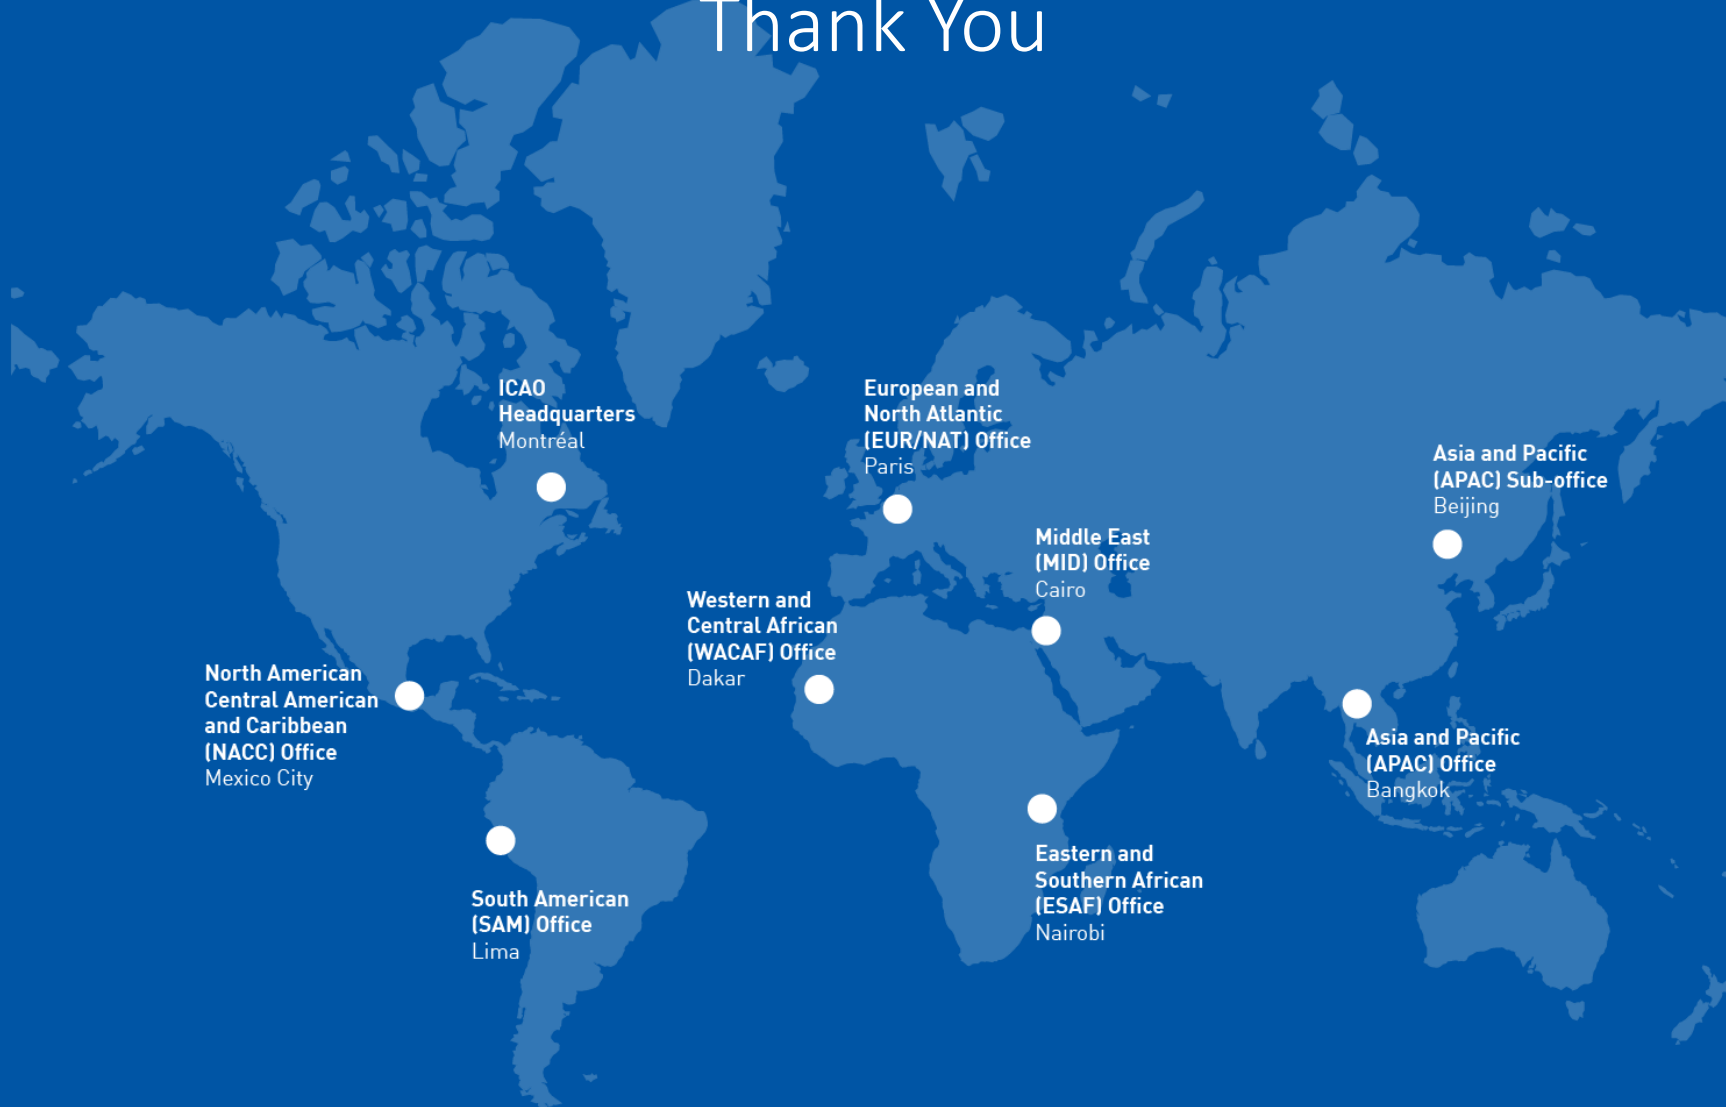 Thank You
ICAO
Headquarters
Montréal
European and
North Atlantic
(EUR/NAT) Office
Paris
Asia and Pacific
(APAC) Sub-office
Beijing
Middle East
(MID) Office
Cairo
Western and
Central African
(WACAF) Office
Dakar
North American
Central American
and Caribbean
(NACC) Office
Mexico City
Asia and Pacific
(APAC) Office
Bangkok
Eastern and
Southern African
(ESAF) Office
Nairobi
South American
(SAM) Office
Lima